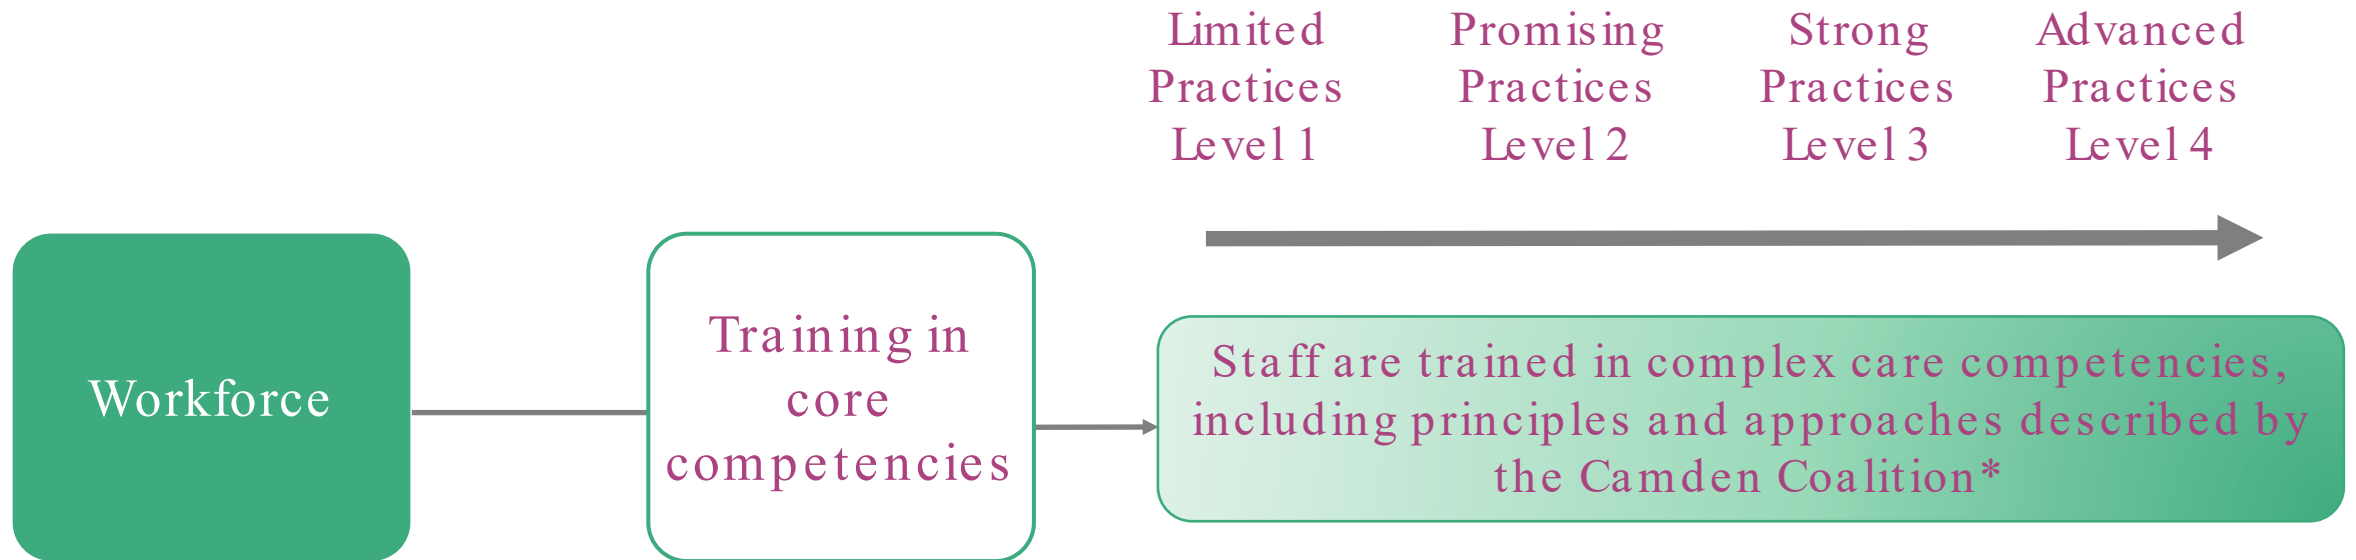 Limited
Practices
Level 1
Promising
Practices
Level 2
Strong
Practices
Level 3
Advanced
Practices
Level 4
Workforce
Training in
core
competencies
Staff are trained in complex care competencies,
including principles and approaches described by
the Camden Coalition*